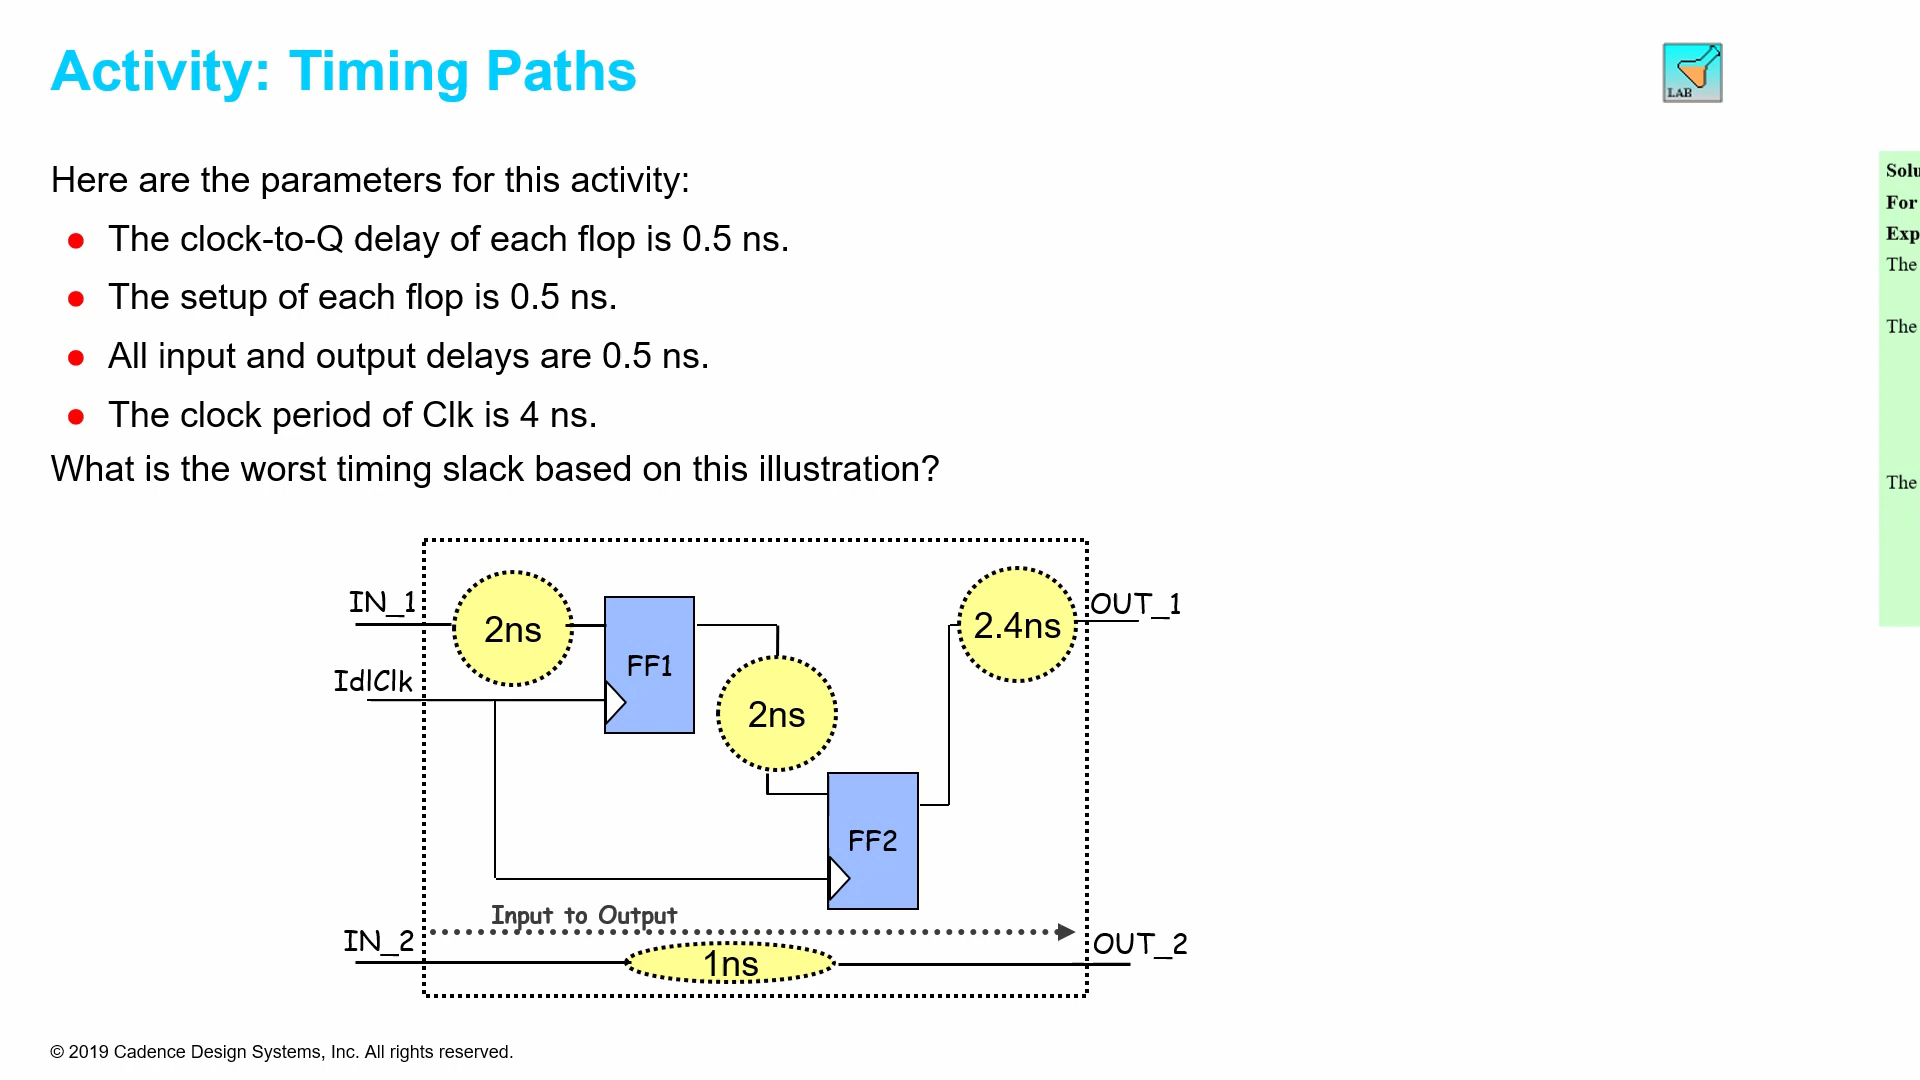 Activity: Timing Paths
LAB
Here are the parameters for this activity:
● The clock-to-Q delay of each flop is 0.5 ns.
● The setup of each flop is 0.5 ns.
● All input and output delays are 0.5 ns.
● The clock period of Clk is 4 ns.
What is the worst timing slack based on this illustration?
For
The
The
The
IN_1
2ns
FF1
2.4ns
OUT_1
IdlClk
2ns
FF2
Input to Output
IN_2
1ns
OUT_2
© 2019 Cadence Design Systems, Inc. All rights reserved.